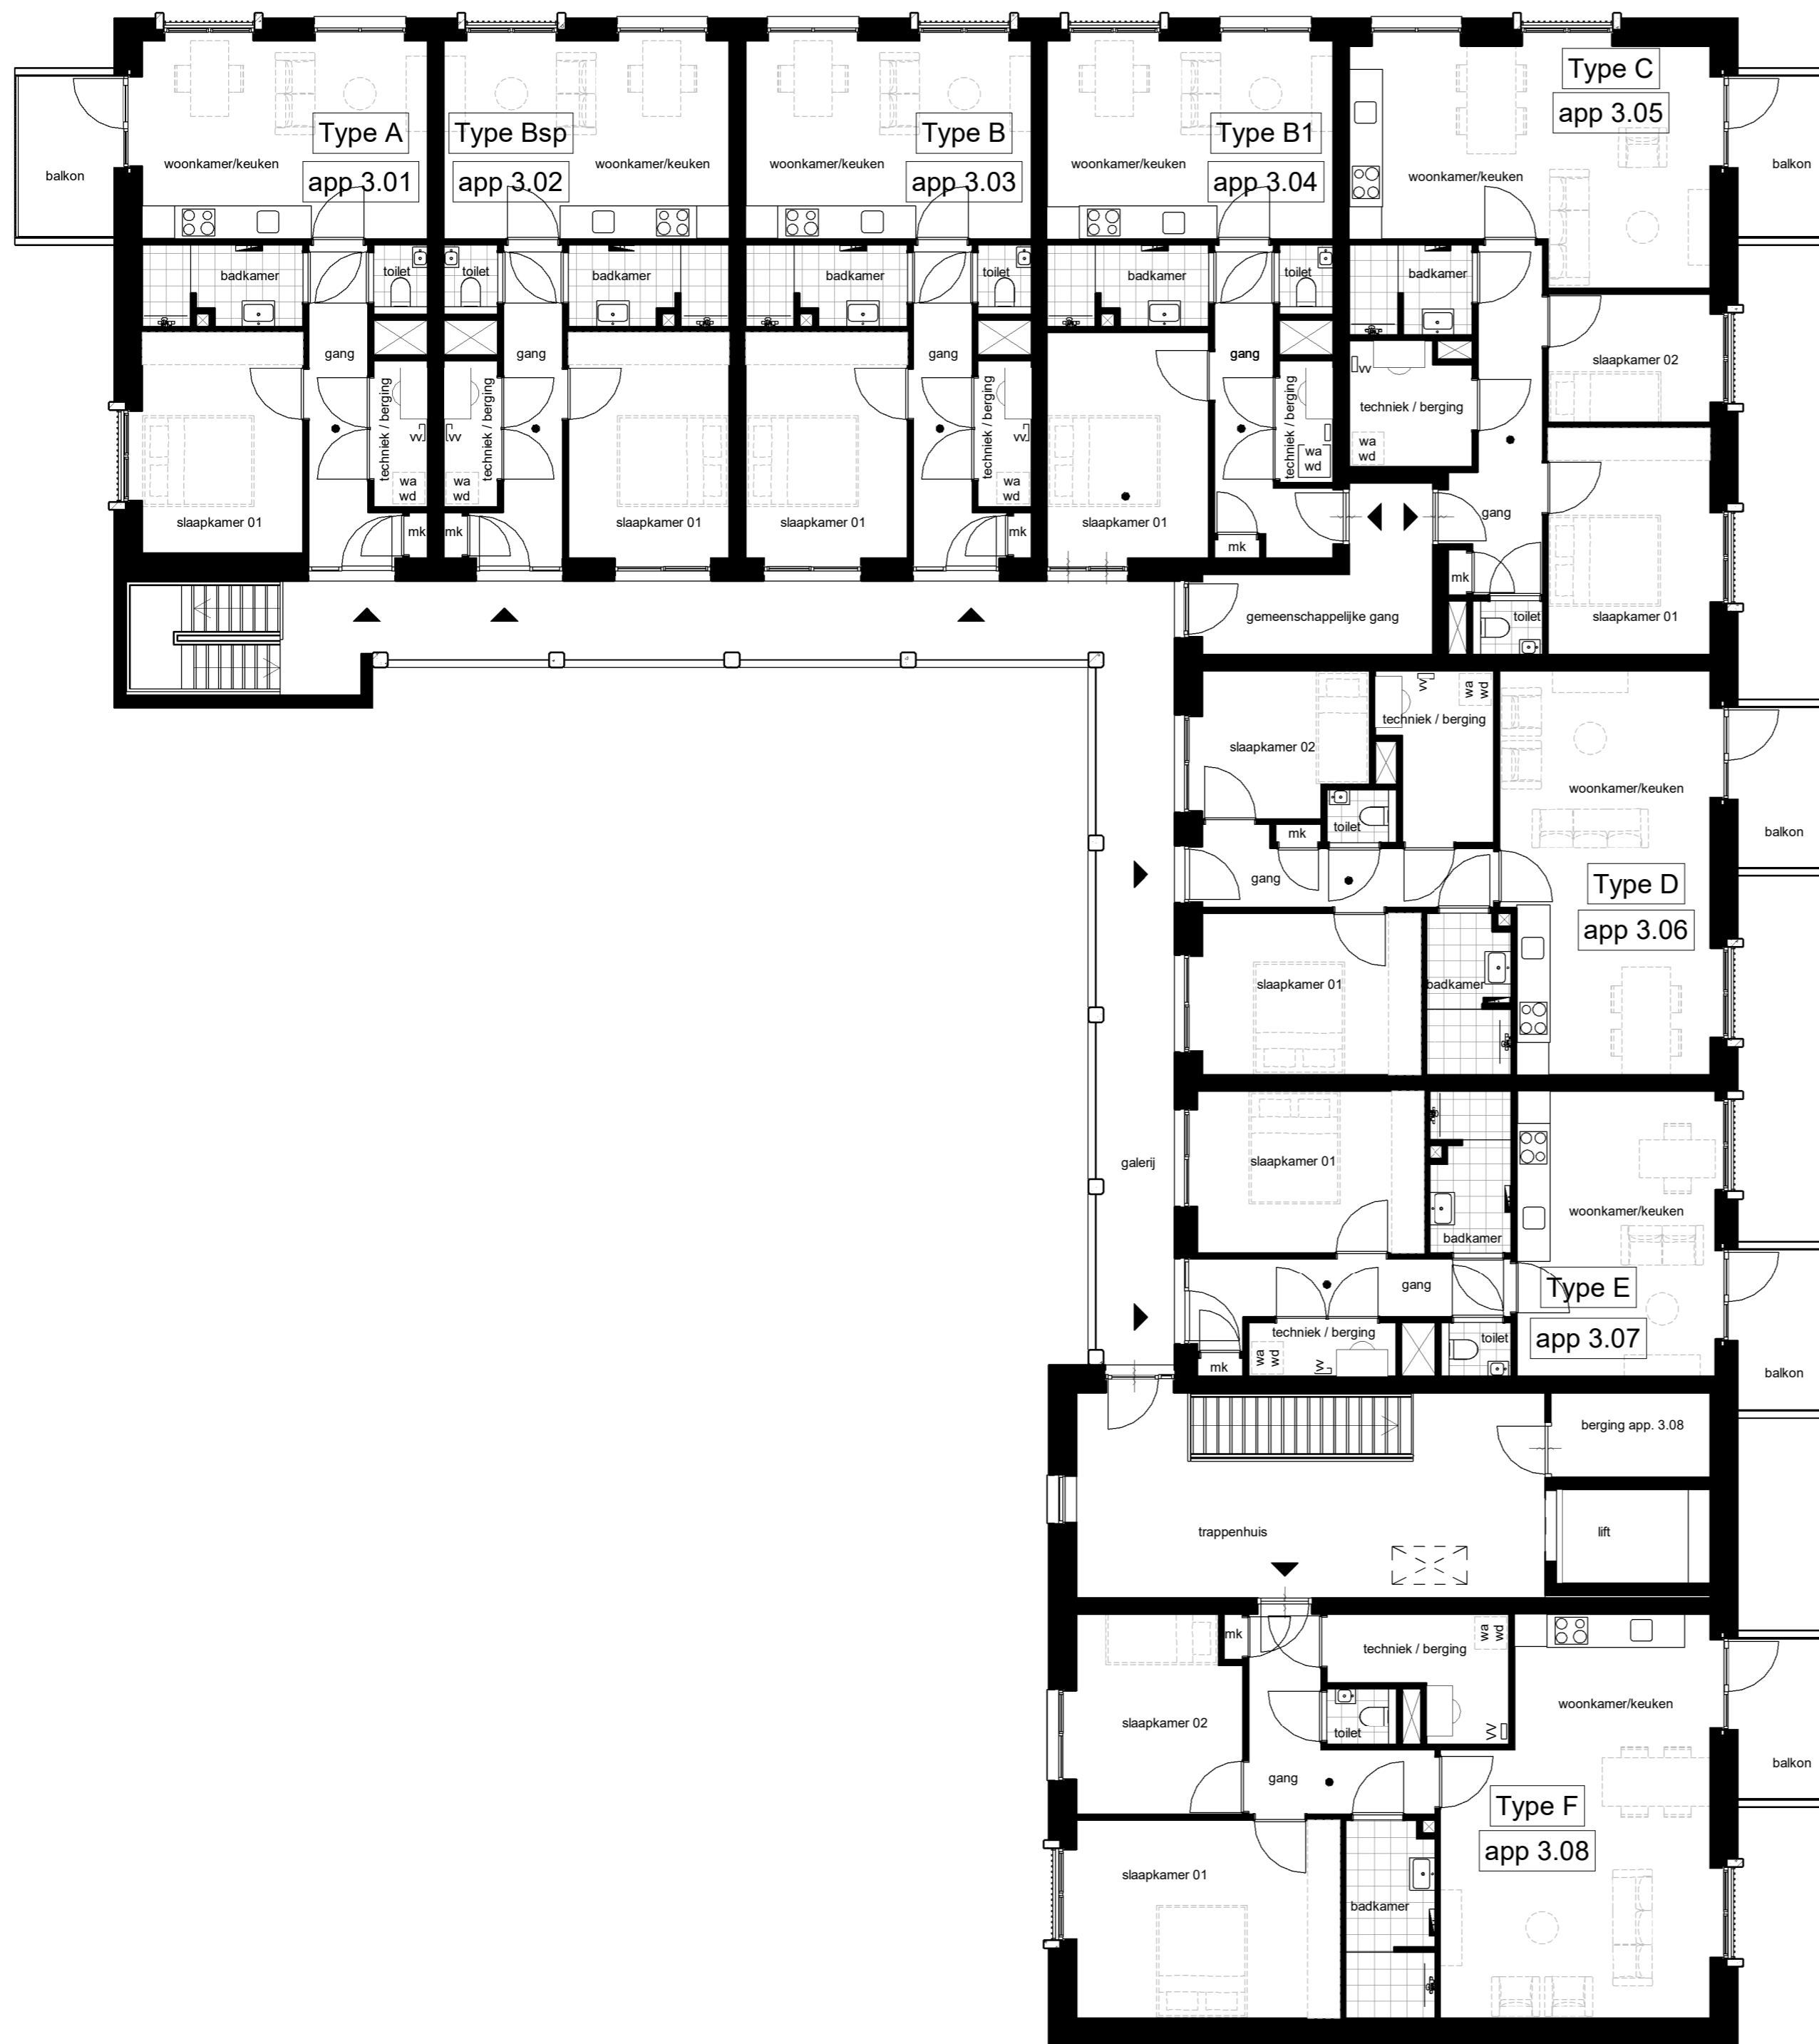 Type A
app 3.01
woonkamer/keuken
balkon
badkamer
toilet
gang
techniek / berging
vv
wa
wd
slaapkamer 01
mk
Type Bsp
app 3.02
woonkamer/keuken
toilet
badkamer
gang
techniek / berging
vv
wa
wd
slaapkamer 01
mk
Type B
app 3.03
woonkamer/keuken
badkamer
toilet
gang
techniek / berging
vv
wa
wd
slaapkamer 01
mk
Type B1
app 3.04
woonkamer/keuken
badkamer
toilet
gang
techniek / berging
wa
wd
slaapkamer 01
mk
Type C
app 3.05
woonkamer/keuken
balkon
badkamer
slaapkamer 02
vv
techniek / berging
wa
wd
gang
mk
toilet
slaapkamer 01
gemeenschappelijke gang
slaapkamer 02
vv
wa
wd
techniek / berging
woonkamer/keuken
balkon
mk
toilet
gang
Type D
app 3.06
slaapkamer 01
badkamer
galerij
slaapkamer 01
badkamer
woonkamer/keuken
gang
Type E
app 3.07
techniek / berging
wa
wd
vv
mk
toilet
balkon
berging app. 3.08
trappenhuis
lift
mk
techniek / berging
wa
wd
woonkamer/keuken
slaapkamer 02
toilet
vv
balkon
gang
Type F
app 3.08
slaapkamer 01
badkamer